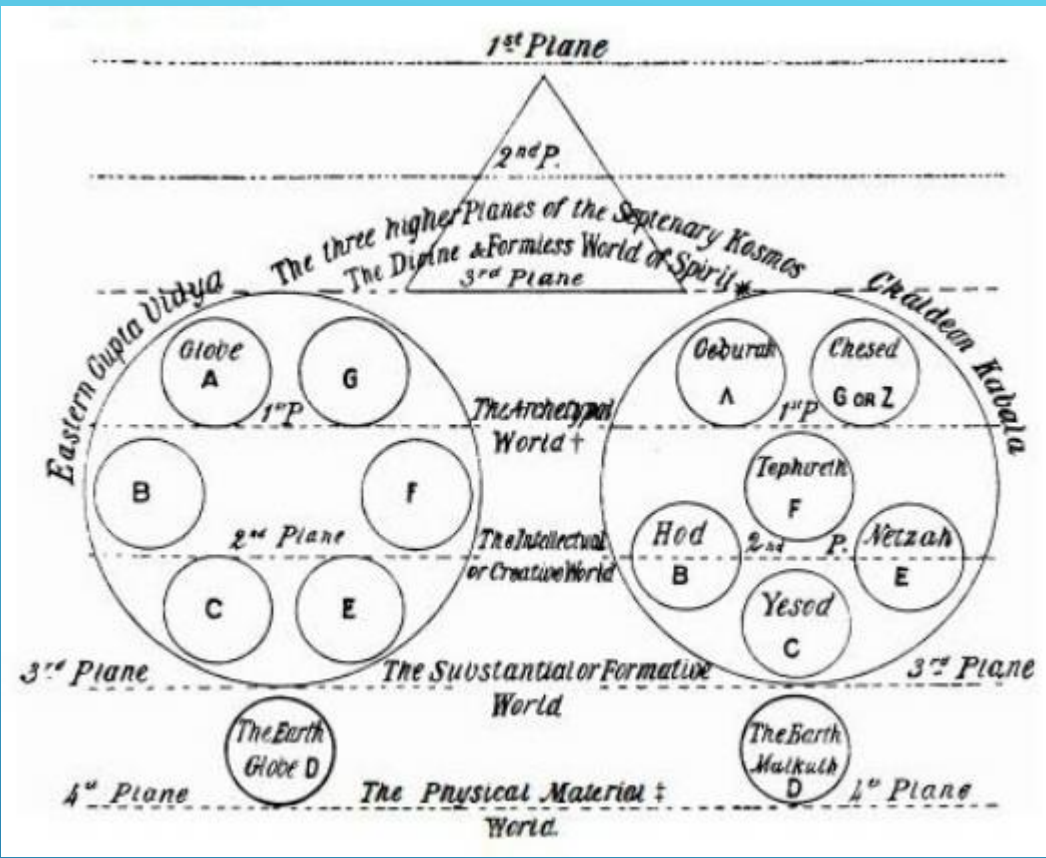 1st Plane
2nd P.
The three higher Planes of the Septenary Kosmos
The Divine & Formless World of Spirit *
3rd Plane
Eastern Gupta Vidya
Chaldean Kabala
Globe
A
G
1st P
B
F
2nd Plane
C
E
The Archetypal
World †
The Intellectual
or Creative World
Geburah
A
Chesed
G OR Z
1st P
Tephireth
F
Hod
B
2nd P.
Netzah
E
Yesod
C
3rd Plane
The Substantial or Formative
World
3rd Plane
The Earth
Globe D
The Earth
Malkuth
D
4th Plane
The Physical Material ‡
World.
4th Plane